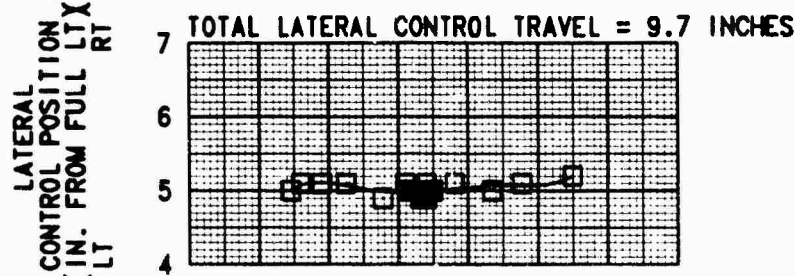 TOTAL LATERAL CONTROL TRAVEL = 9.7 INCHES
LATERAL
CONTROL POSITION
(IN. FROM FULL LT)
LT RT
7
6
5
4